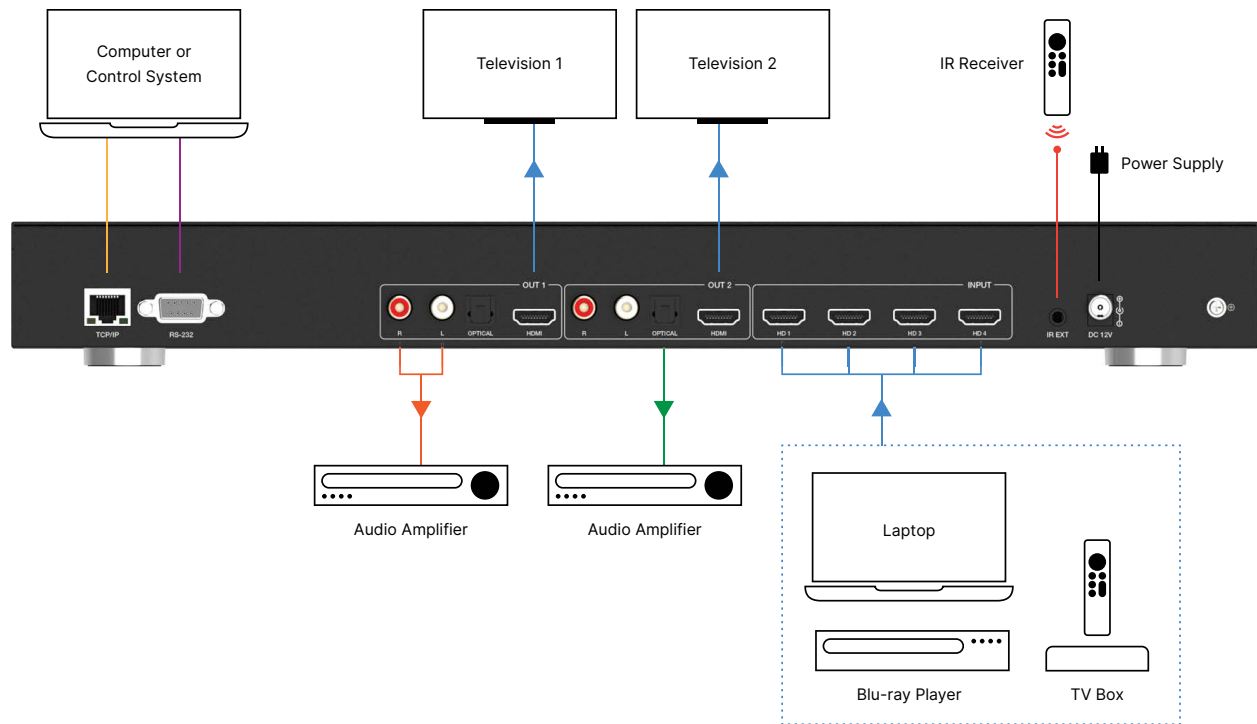 Computer or
Control System
Television 1
Television 2
IR Receiver
Power Supply
OUT 1
OUT 2
INPUT
TCP/IP
RS-232
R
L
OPTICAL
HDMI
R
L
OPTICAL
HDMI
HD 1
HD 2
HD 3
HD 4
IR EXT
DC 12V
Audio Amplifier
Audio Amplifier
Laptop
Blu-ray Player
TV Box